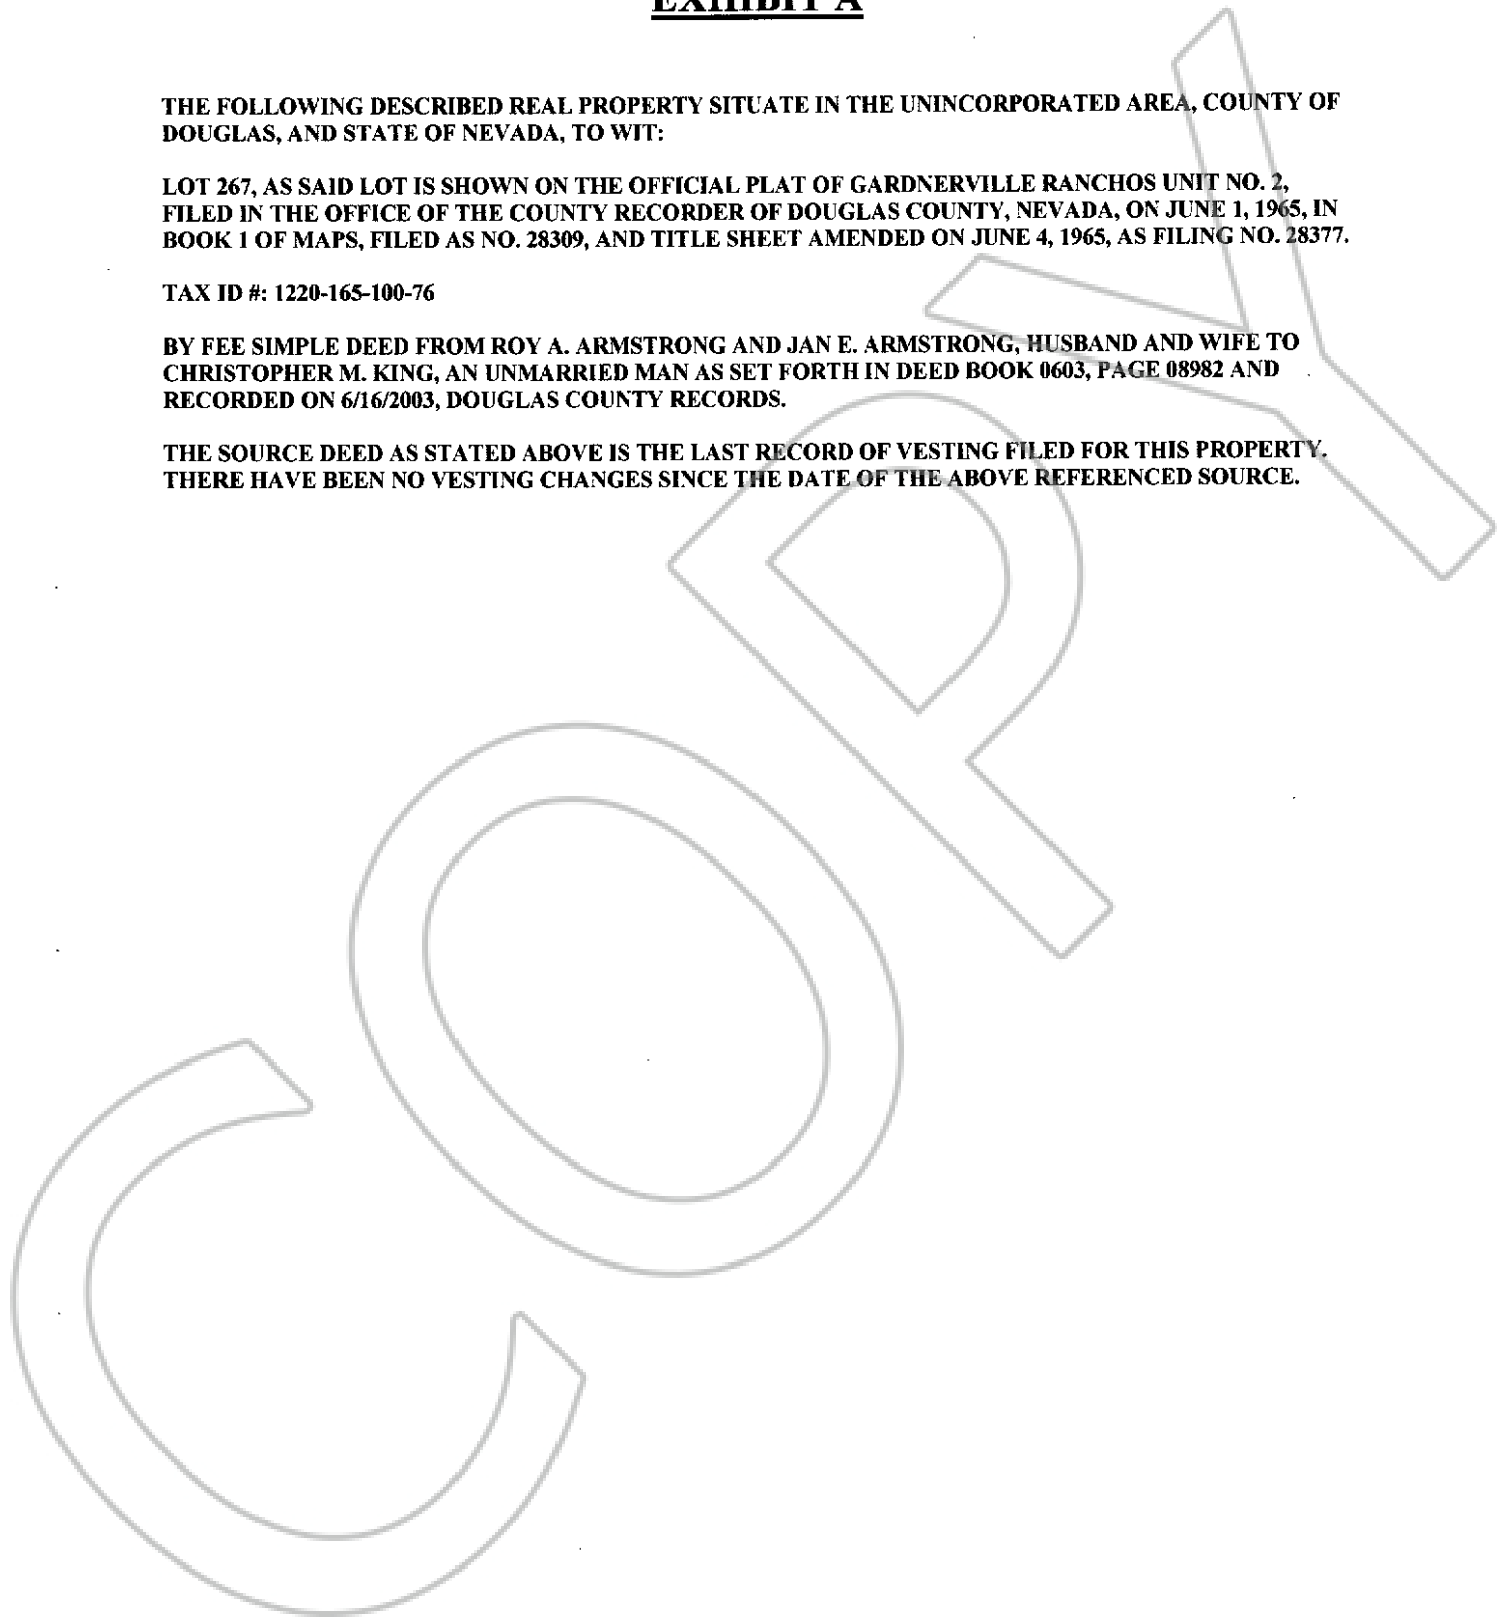 EXHIBIT A
THE FOLLOWING DESCRIBED REAL PROPERTY SITUATE IN THE UNINCORPORATED AREA, COUNTY OF
DOUGLAS, AND STATE OF NEVADA, TO WIT:
LOT 267, AS SAID LOT IS SHOWN ON THE OFFICIAL PLAT OF GARDNERVILLE RANCHOS UNIT NO. 2,
FILED IN THE OFFICE OF THE COUNTY RECORDER OF DOUGLAS COUNTY, NEVADA, ON JUNE 1, 1965, IN
BOOK 1 OF MAPS, FILED AS NO. 28309, AND TITLE SHEET AMENDED ON JUNE 4, 1965, AS FILING NO. 28377.
TAX ID #: 1220-165-100-76
BY FEE SIMPLE DEED FROM ROY A. ARMSTRONG AND JAN E. ARMSTRONG, HUSBAND AND WIFE TO
CHRISTOPHER M. KING, AN UNMARRIED MAN AS SET FORTH IN DEED BOOK 0603, PAGE 08982 AND
RECORDED ON 6/16/2003, DOUGLAS COUNTY RECORDS.
THE SOURCE DEED AS STATED ABOVE IS THE LAST RECORD OF VESTING FILED FOR THIS PROPERTY.
THERE HAVE BEEN NO VESTING CHANGES SINCE THE DATE OF THE ABOVE REFERENCED SOURCE.
COPY